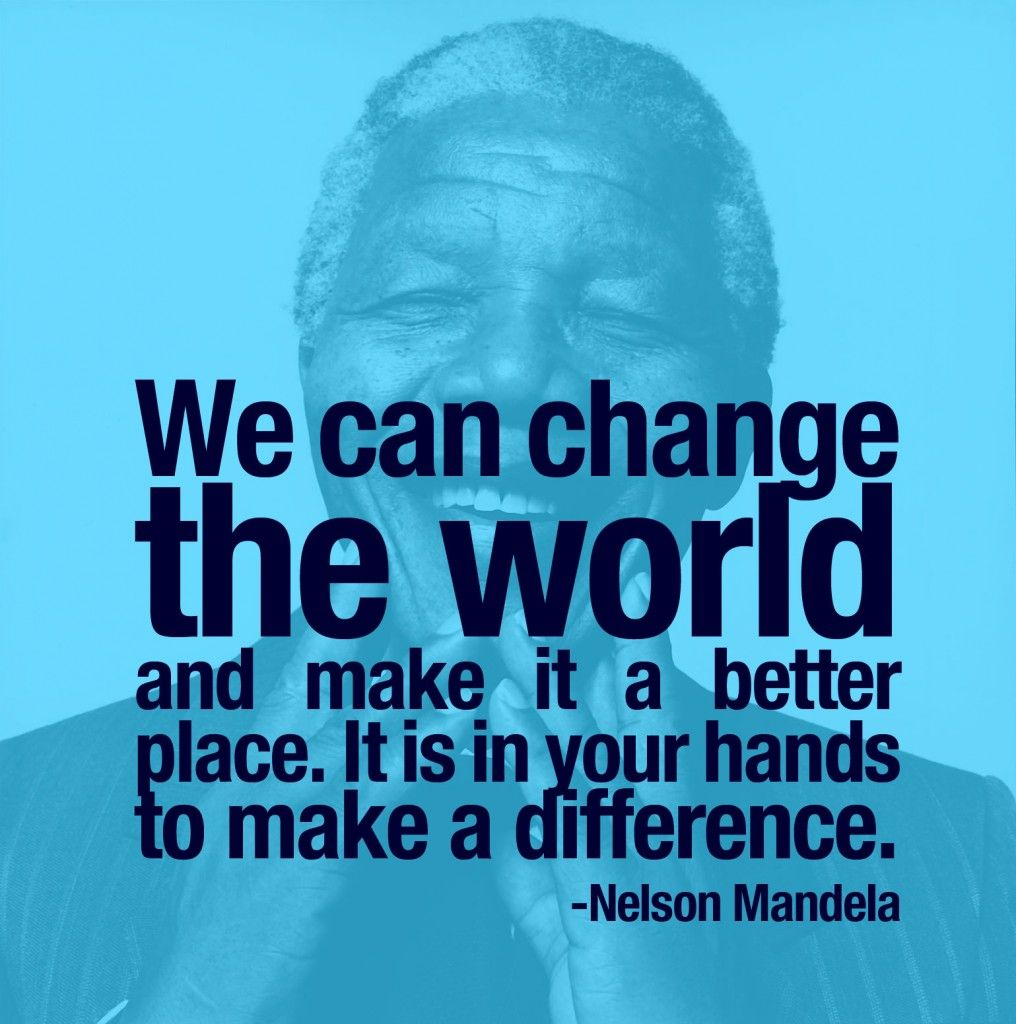 We can change
the world
and make it a better
place. It is in your hands
to make a difference.
-Nelson Mandela